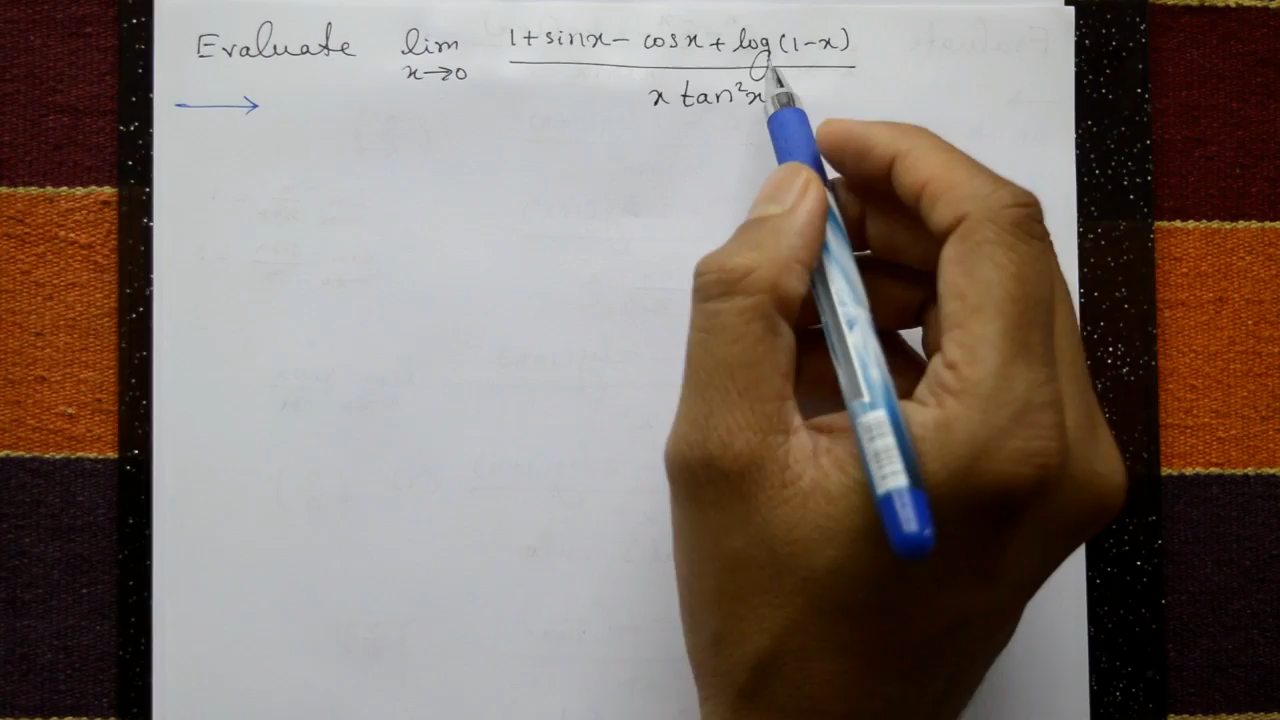 Evaluate lim x→0 (1 + sinx − cosx + log(1−x)) / (x tan²x)